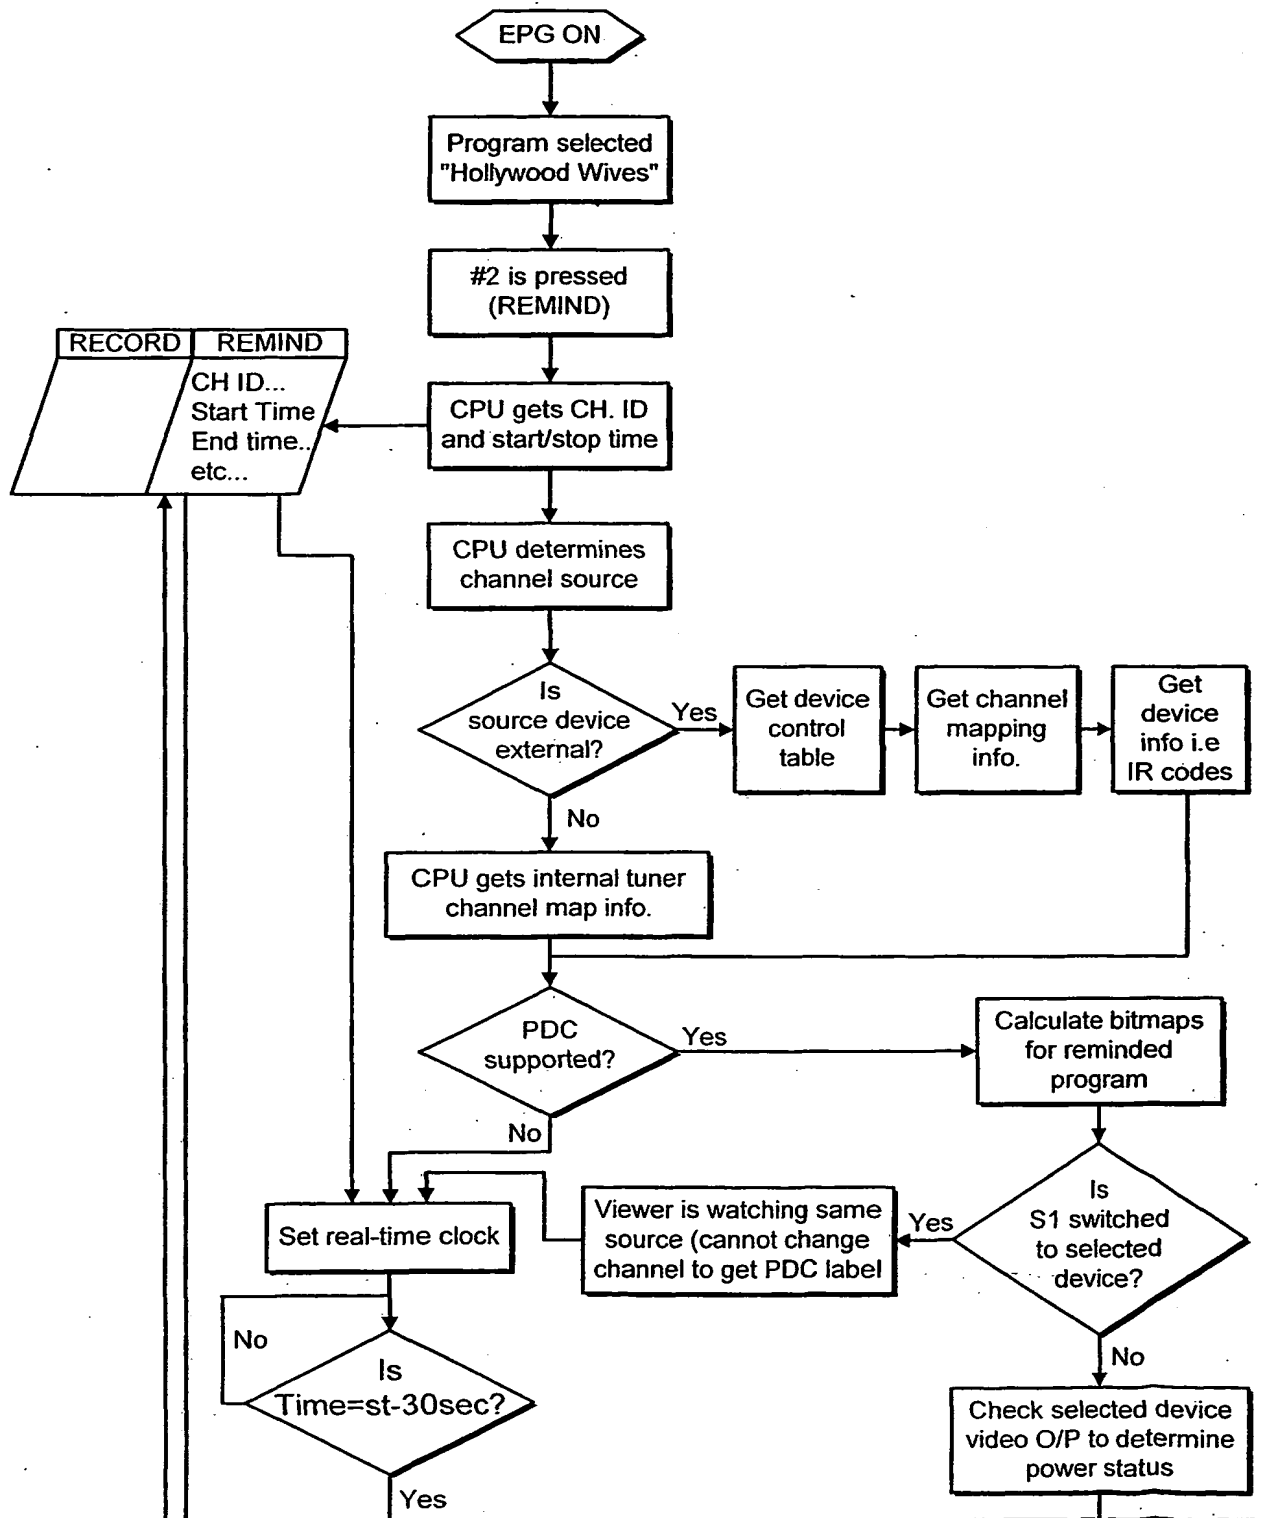 EPG ON
Program selected
"Hollywood Wives"
#2 is pressed
(REMIND)
RECORD
REMIND
CH ID...
Start Time
End time..
etc...
CPU gets CH. ID
and start/stop time
CPU determines
channel source
Is
source device
external?
Yes
Get device
control
table
Get channel
mapping
info.
Get
device
info i.e
IR codes
No
CPU gets internal tuner
channel map info.
PDC
supported?
Yes
Calculate bitmaps
for reminded
program
No
Is
S1 switched
to selected
device?
Yes
Viewer is watching same
source (cannot change
channel to get PDC label
Set real-time clock
No
Is
Time=st-30sec?
Yes
No
Check selected device
video O/P to determine
power status